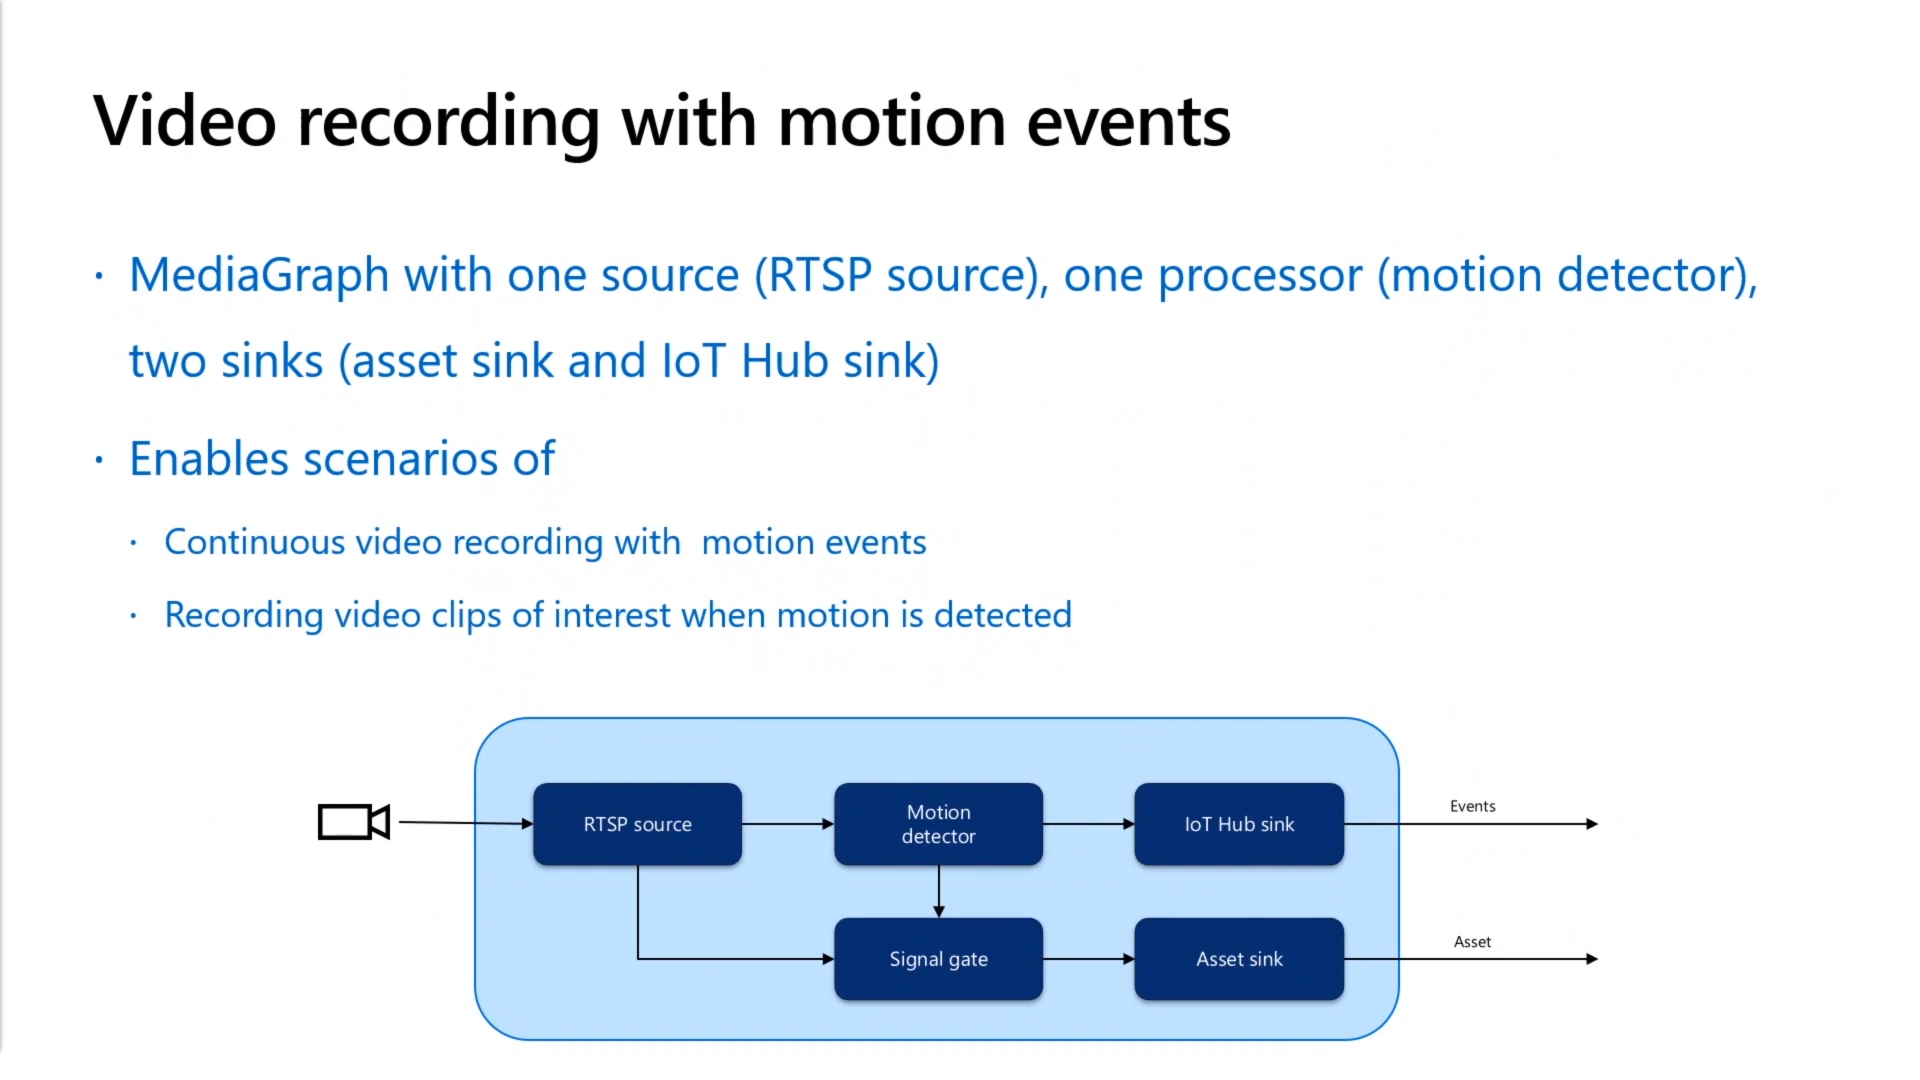 Video recording with motion events
· MediaGraph with one source (RTSP source), one processor (motion detector),
two sinks (asset sink and IoT Hub sink)
· Enables scenarios of
· Continuous video recording with  motion events
· Recording video clips of interest when motion is detected
RTSP source
Motion
detector
IoT Hub sink
Events
Signal gate
Asset sink
Asset